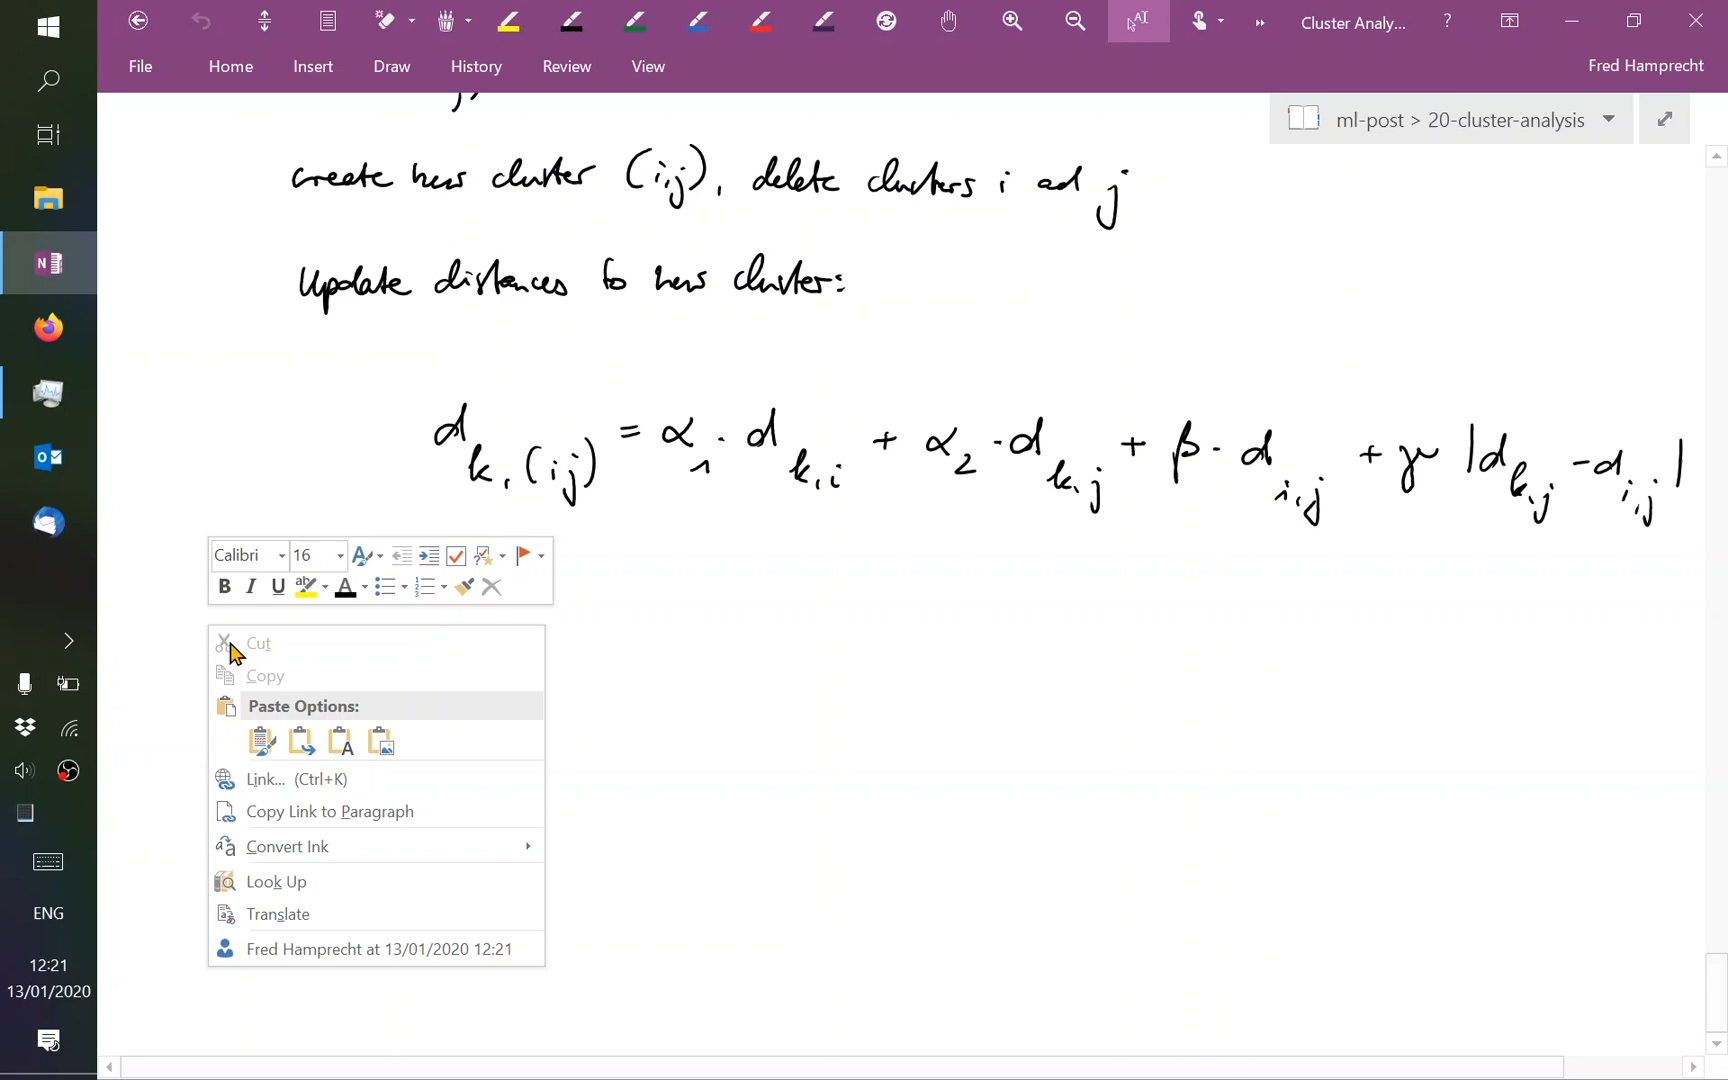 Cluster Analy...
?
File
Home
Insert
Draw
History
Review
View
Fred Hamprecht
ml-post > 20-cluster-analysis
create new cluster (i,j), delete clusters i ad j
Update distances to new cluster:
d_{k,(ij)} = α_1 · d_{k,i} + α_2 · d_{k,j} + β · d_{i,j} + γ |d_{k,j} - d_{i,j}|
Calibri
16
B I U
Cut
Copy
Paste Options:
Link... (Ctrl+K)
Copy Link to Paragraph
Convert Ink
Look Up
Translate
Fred Hamprecht at 13/01/2020 12:21
ENG
12:21
13/01/2020